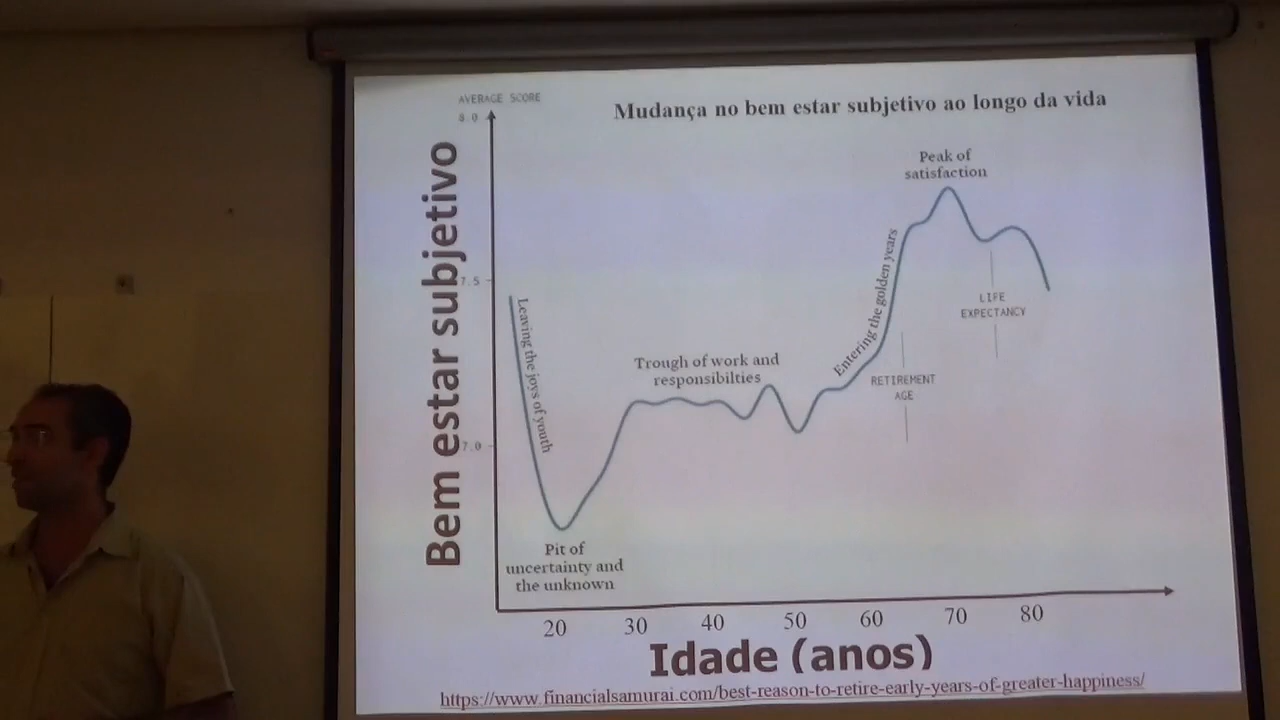 AVERAGE SCORE
8.0
Mudança no bem estar subjetivo ao longo da vida
Bem estar subjetivo
Peak of
satisfaction
7.5
Leaving the joys of youth
Entering the golden years
LIFE
EXPECTANCY
Trough of work and
responsibilties
RETIREMENT
AGE
7.0
Pit of
uncertainty and
the unknown
20 30 40 50 60 70 80
Idade (anos)
https://www.financialsamurai.com/best-reason-to-retire-early-years-of-greater-happiness/